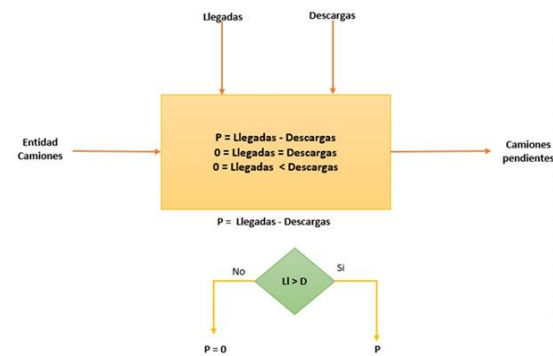 Llegadas
Descargas
Entidad
Camiones
P = Llegadas - Descargas
0 = Llegadas = Descargas
0 = Llegadas < Descargas
Camiones
pendientes
P = Llegadas - Descargas
No
Si
Ll > D
P = 0
P